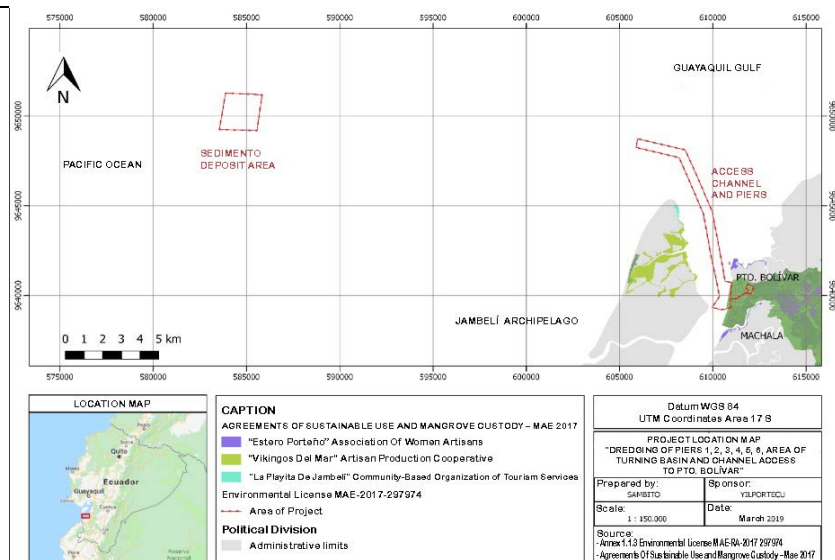 575000 580000 585000 590000 595000 600000 605000 610000 615000
GUAYAQUIL GULF
N
9650000
9650000
PACIFIC OCEAN
SEDIMENTO
DEPOSIT AREA
ACCESS
CHANNEL
AND PIERS
9645000
9645000
PTO. BOLÍVAR
9640000
9640000
JAMBELÍ ARCHIPELAGO
MACHALA
0 1 2 3 4 5 km
575000 580000 585000 590000 595000 600000 605000 610000 615000
LOCATION MAP
Quito
Ecuador
Guayaquil
Cuenca
CAPTION
AGREEMENTS OF SUSTAINABLE USE AND MANGROVE CUSTODY – MAE 2017
"Estero Porteño" Association Of Women Artisans
"Vikingos Del Mar" Artisan Production Cooperative
"La Playita De Jambelí" Community-Based Organization of Tourism Services
Environmental License MAE-2017-297974
Area of Project
Political Division
Administrative limits
Datum WGS 84
UTM Coordinates Area 17 S
PROJECT LOCATION MAP
"DREDGING OF PIERS 1, 2, 3, 4, 5, 6, AREA OF
TURNING BASIN AND CHANNEL ACCESS
TO PTO. BOLÍVAR"
Prepared by:
SAMBITO
Sponsor:
YILPORTECU
Scale:
1 : 150.000
Date:
March 2019
Source:
- Annex 1.1.3 Environmental License MAE-RA-2017 297974
- Agreements Of Sustainable Use and Mangrove Custody - Mae 2017